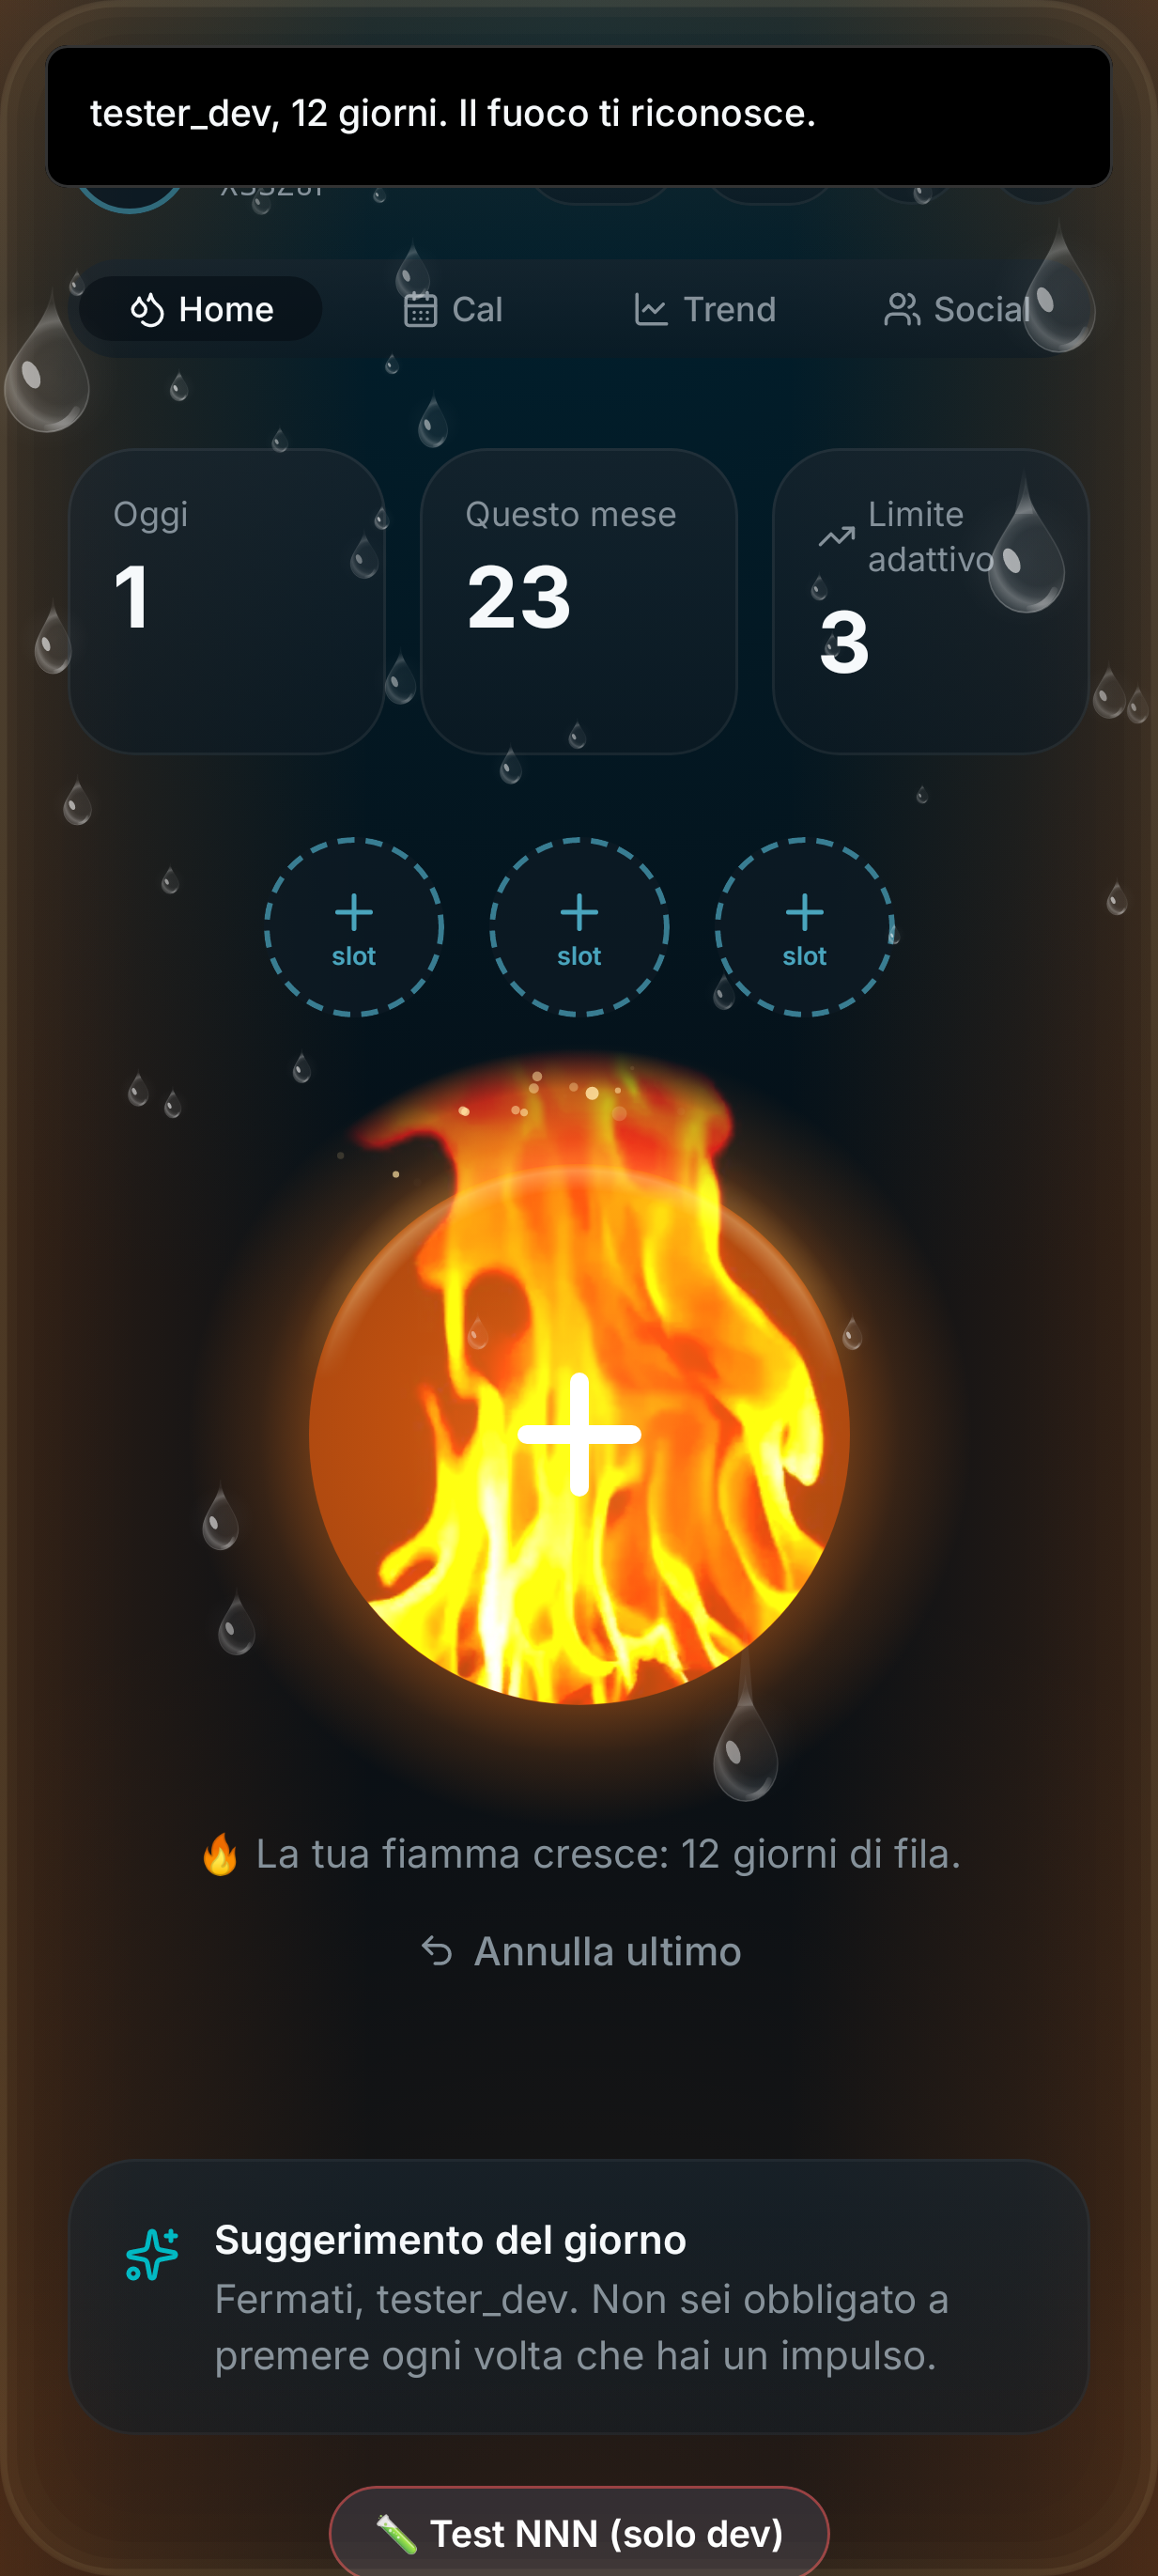 tester_dev, 12 giorni. Il fuoco ti riconosce.
Home
Cal
Trend
Social
Oggi
1
Questo mese
23
Limite
adattivo
3
slot
slot
slot
🔥 La tua fiamma cresce: 12 giorni di fila.
Annulla ultimo
Suggerimento del giorno
Fermati, tester_dev. Non sei obbligato a
premere ogni volta che hai un impulso.
Test NNN (solo dev)